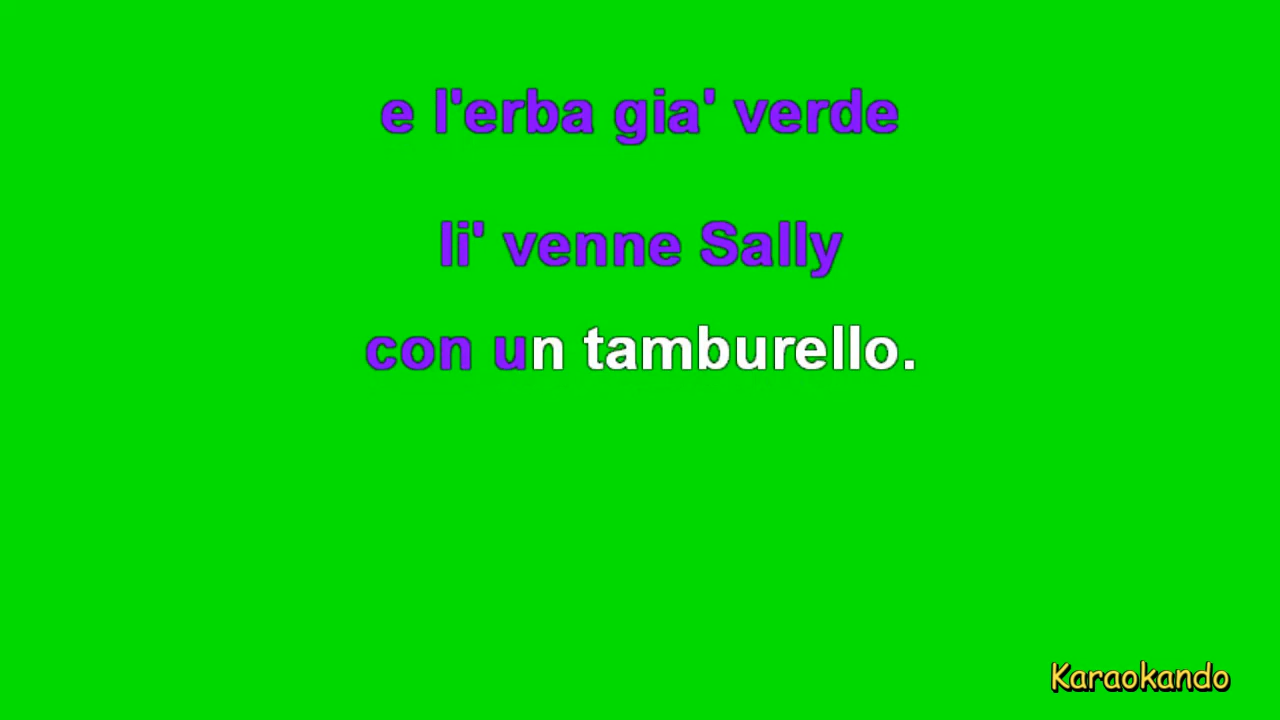 e l'erba gia' verde
li' venne Sally
con un tamburello.
Karaokando